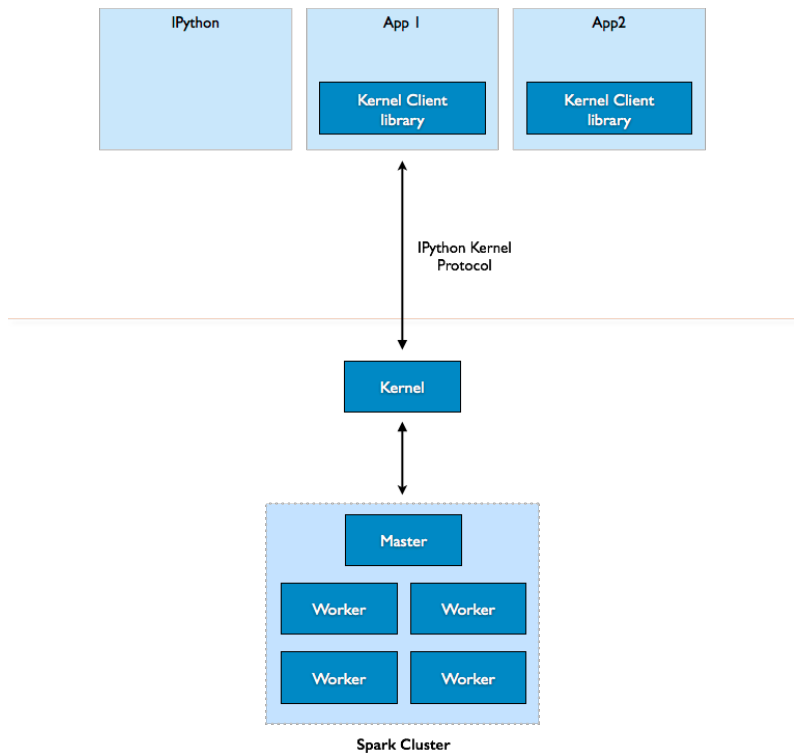 IPython
App 1
App2
Kernel Client
library
Kernel Client
library
IPython Kernel
Protocol
Kernel
Master
Worker
Worker
Worker
Worker
Spark Cluster